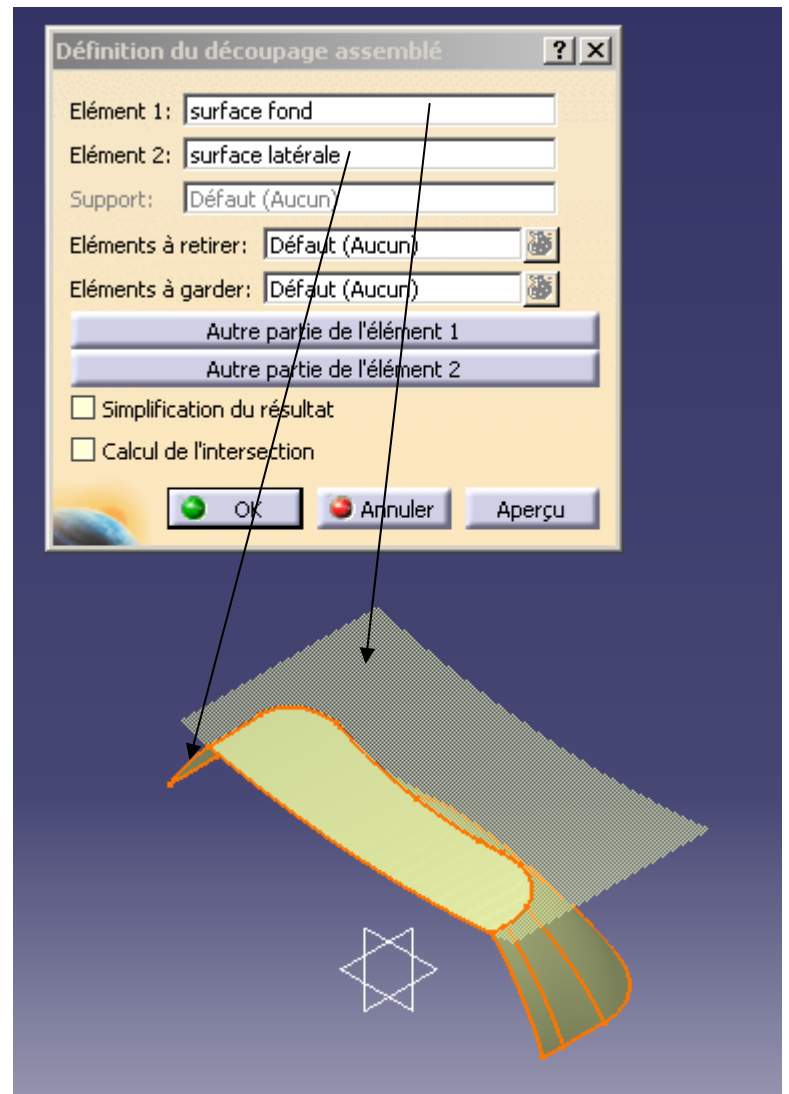 Définition du découpage assemblé ? X
Elément 1: surface fond
Elément 2: surface latérale
Support: Défaut (Aucun)
Eléments à retirer: Défaut (Aucun)
Eléments à garder: Défaut (Aucun)
Autre partie de l'élément 1
Autre partie de l'élément 2
Simplification du résultat
Calcul de l'intersection
OK Annuler Aperçu